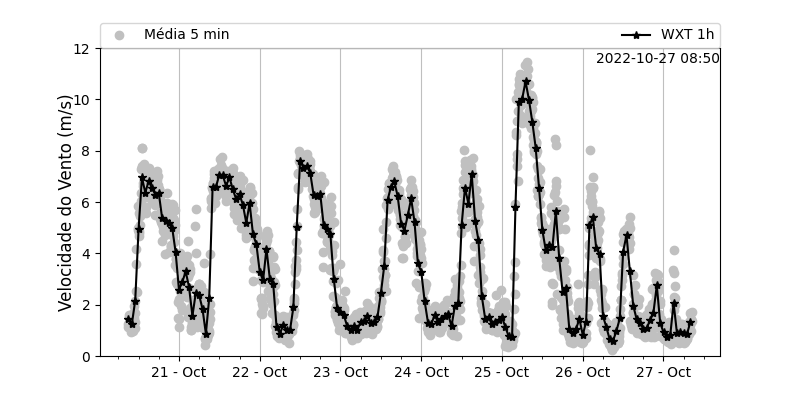 Média 5 min
WXT 1h
2022-10-27 08:50
Velocidade do Vento (m/s)
12
10
8
6
4
2
0
21 - Oct
22 - Oct
23 - Oct
24 - Oct
25 - Oct
26 - Oct
27 - Oct